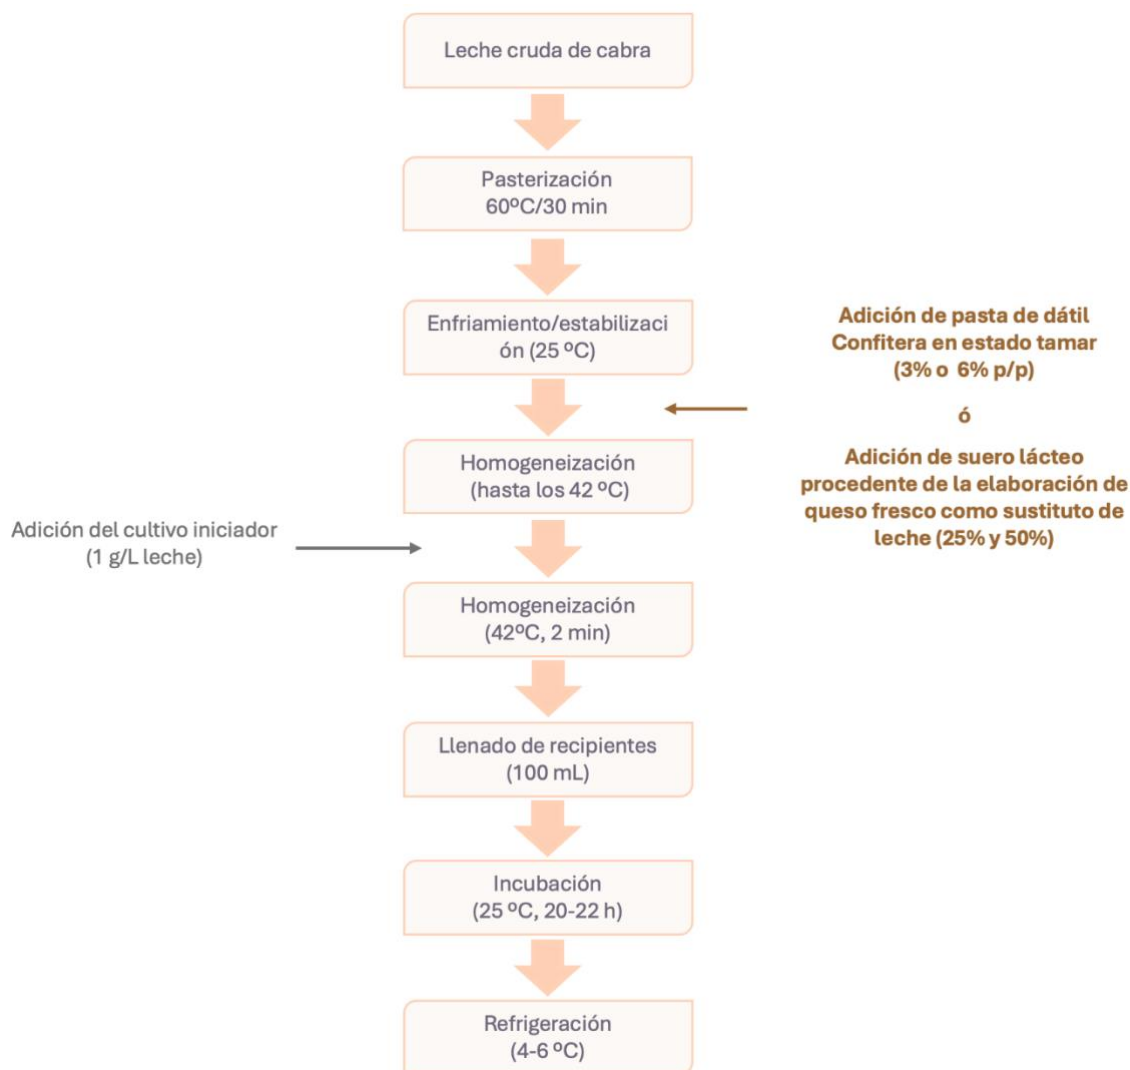 Leche cruda de cabra
Pasterización
60ºC/30 min
Enfriamiento/estabilizaci
ón (25 ºC)
Adición de pasta de dátil
Confitera en estado tamar
(3% o  6% p/p)
ó
Adición de suero lácteo
procedente de la elaboración de
queso fresco como sustituto de
leche (25% y 50%)
Homogeneización
(hasta los 42 ºC)
Adición del cultivo iniciador
(1 g/L leche)
Homogeneización
(42ºC, 2 min)
Llenado de recipientes
(100 mL)
Incubación
(25 ºC, 20-22 h)
Refrigeración
(4-6 ºC)